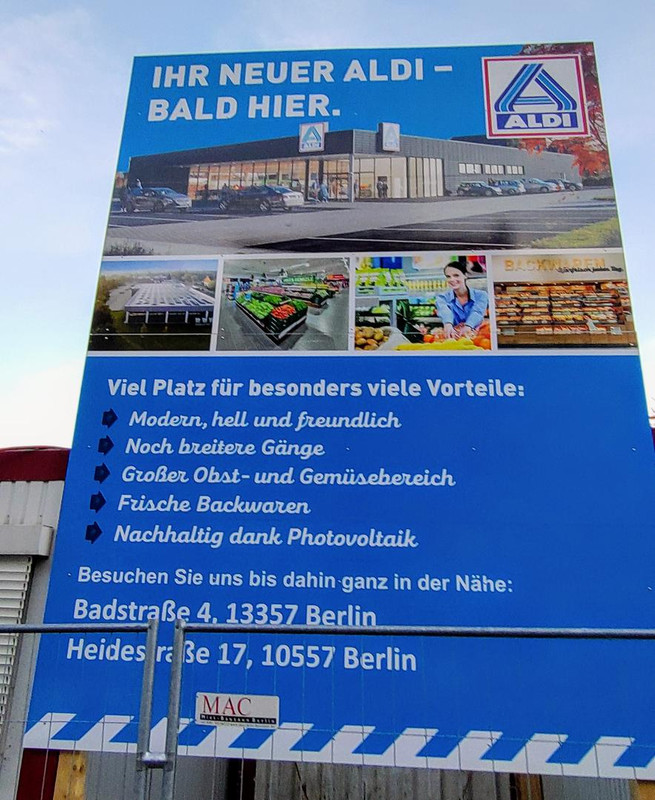 IHR NEUER ALDI –
BALD HIER.
ALDI
ALDI
BACKWAREN
Viel Platz für besonders viele Vorteile:
Modern, hell und freundlich
Noch breitere Gänge
Großer Obst- und Gemüsebereich
Frische Backwaren
Nachhaltig dank Photovoltaik
Besuchen Sie uns bis dahin ganz in der Nähe:
Badstraße 4, 13357 Berlin
Heidestraße 17, 10557 Berlin
MAC